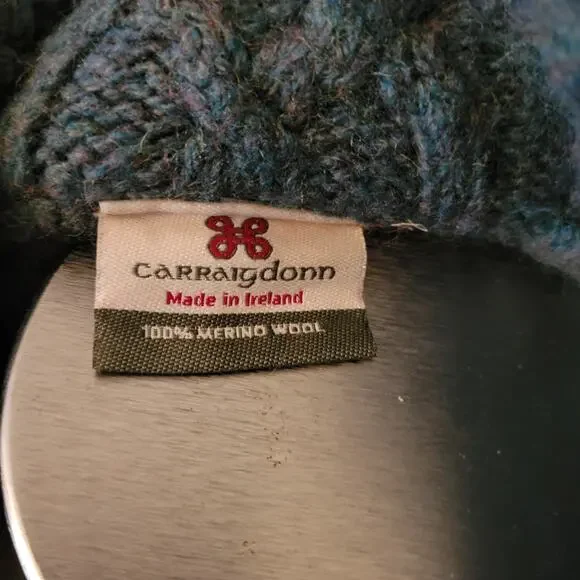 Carraigdonn
Made in Ireland
100% MERINO WOOL